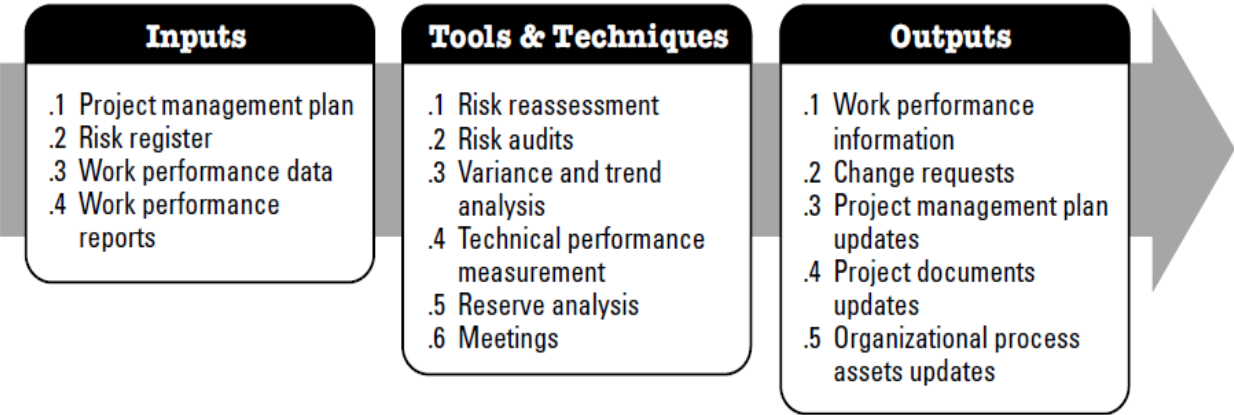 Inputs
.1 Project management plan
.2 Risk register
.3 Work performance data
.4 Work performance
reports
Tools & Techniques
.1 Risk reassessment
.2 Risk audits
.3 Variance and trend
analysis
.4 Technical performance
measurement
.5 Reserve analysis
.6 Meetings
Outputs
.1 Work performance
information
.2 Change requests
.3 Project management plan
updates
.4 Project documents
updates
.5 Organizational process
assets updates